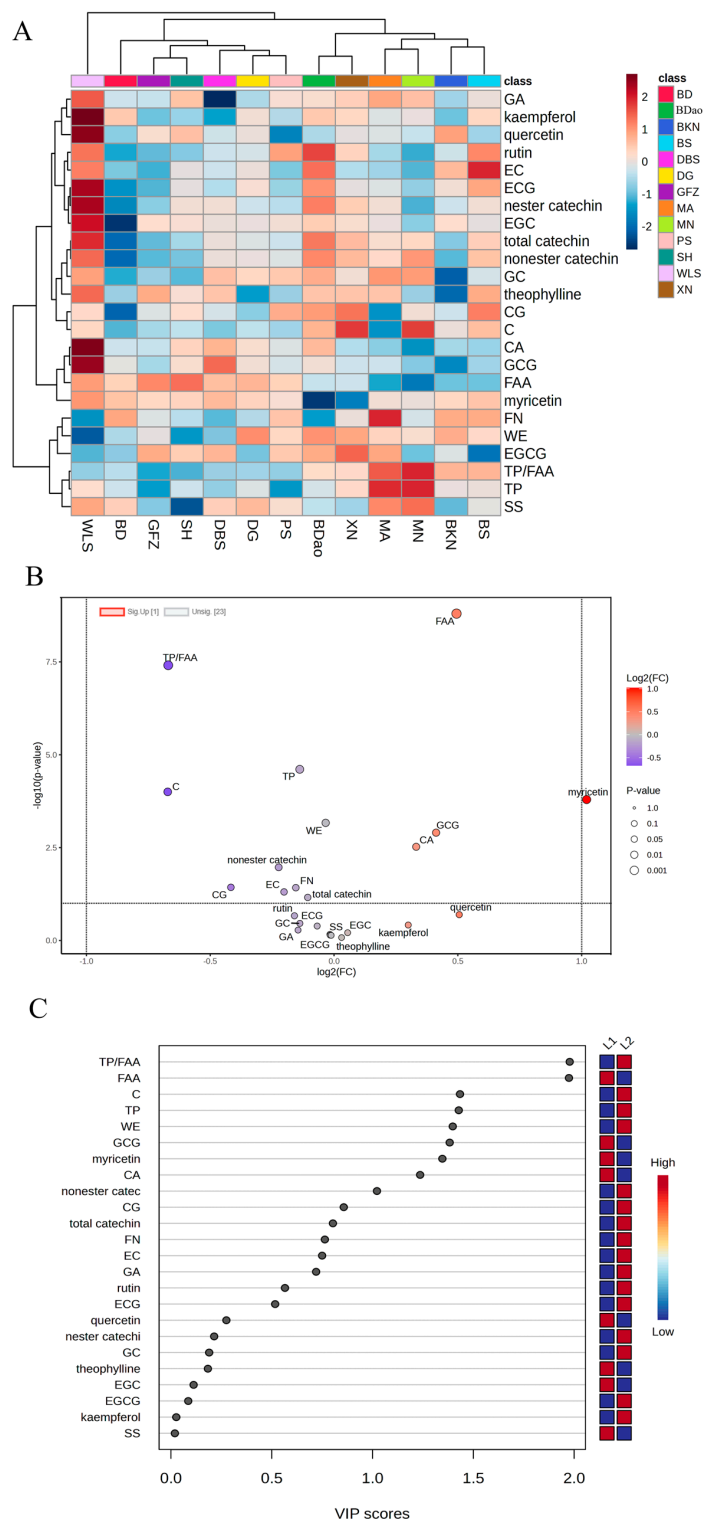 A
class
GA
kaempferol
quercetin
rutin
EC
ECG
nester catechin
EGC
total catechin
nonester catechin
GC
theophylline
CG
C
CA
GCG
FAA
myricetin
FN
WE
EGCG
TP/FAA
TP
SS
WLS
BD
GFZ
SH
DBS
DG
PS
BDao
XN
MA
MN
BKN
BS
2
1
0
-1
-2
class
BD
BDao
BKN
BS
DBS
DG
GFZ
MA
MN
PS
SH
WLS
XN
B
Sig.Up [1]
Unsig. [23]
FAA
TP/FAA
TP
C
myricetin
WE
GCG
CA
nonester catechin
CG
EC
FN
total catechin
rutin
ECG
GC
GA
EGCG
SS
EGC
theophylline
kaempferol
quercetin
7.5
5.0
2.5
0.0
-log10(p-value)
-1.0
-0.5
0.0
0.5
1.0
log2(FC)
Log2(FC)
1.0
0.5
0.0
-0.5
P-value
1.0
0.1
0.05
0.01
0.001
C
L1 L2
TP/FAA
FAA
C
TP
WE
GCG
myricetin
CA
nonester catec
CG
total catechin
FN
EC
GA
rutin
ECG
quercetin
nester catechi
GC
theophylline
EGC
EGCG
kaempferol
SS
0.0
0.5
1.0
1.5
2.0
VIP scores
High
Low